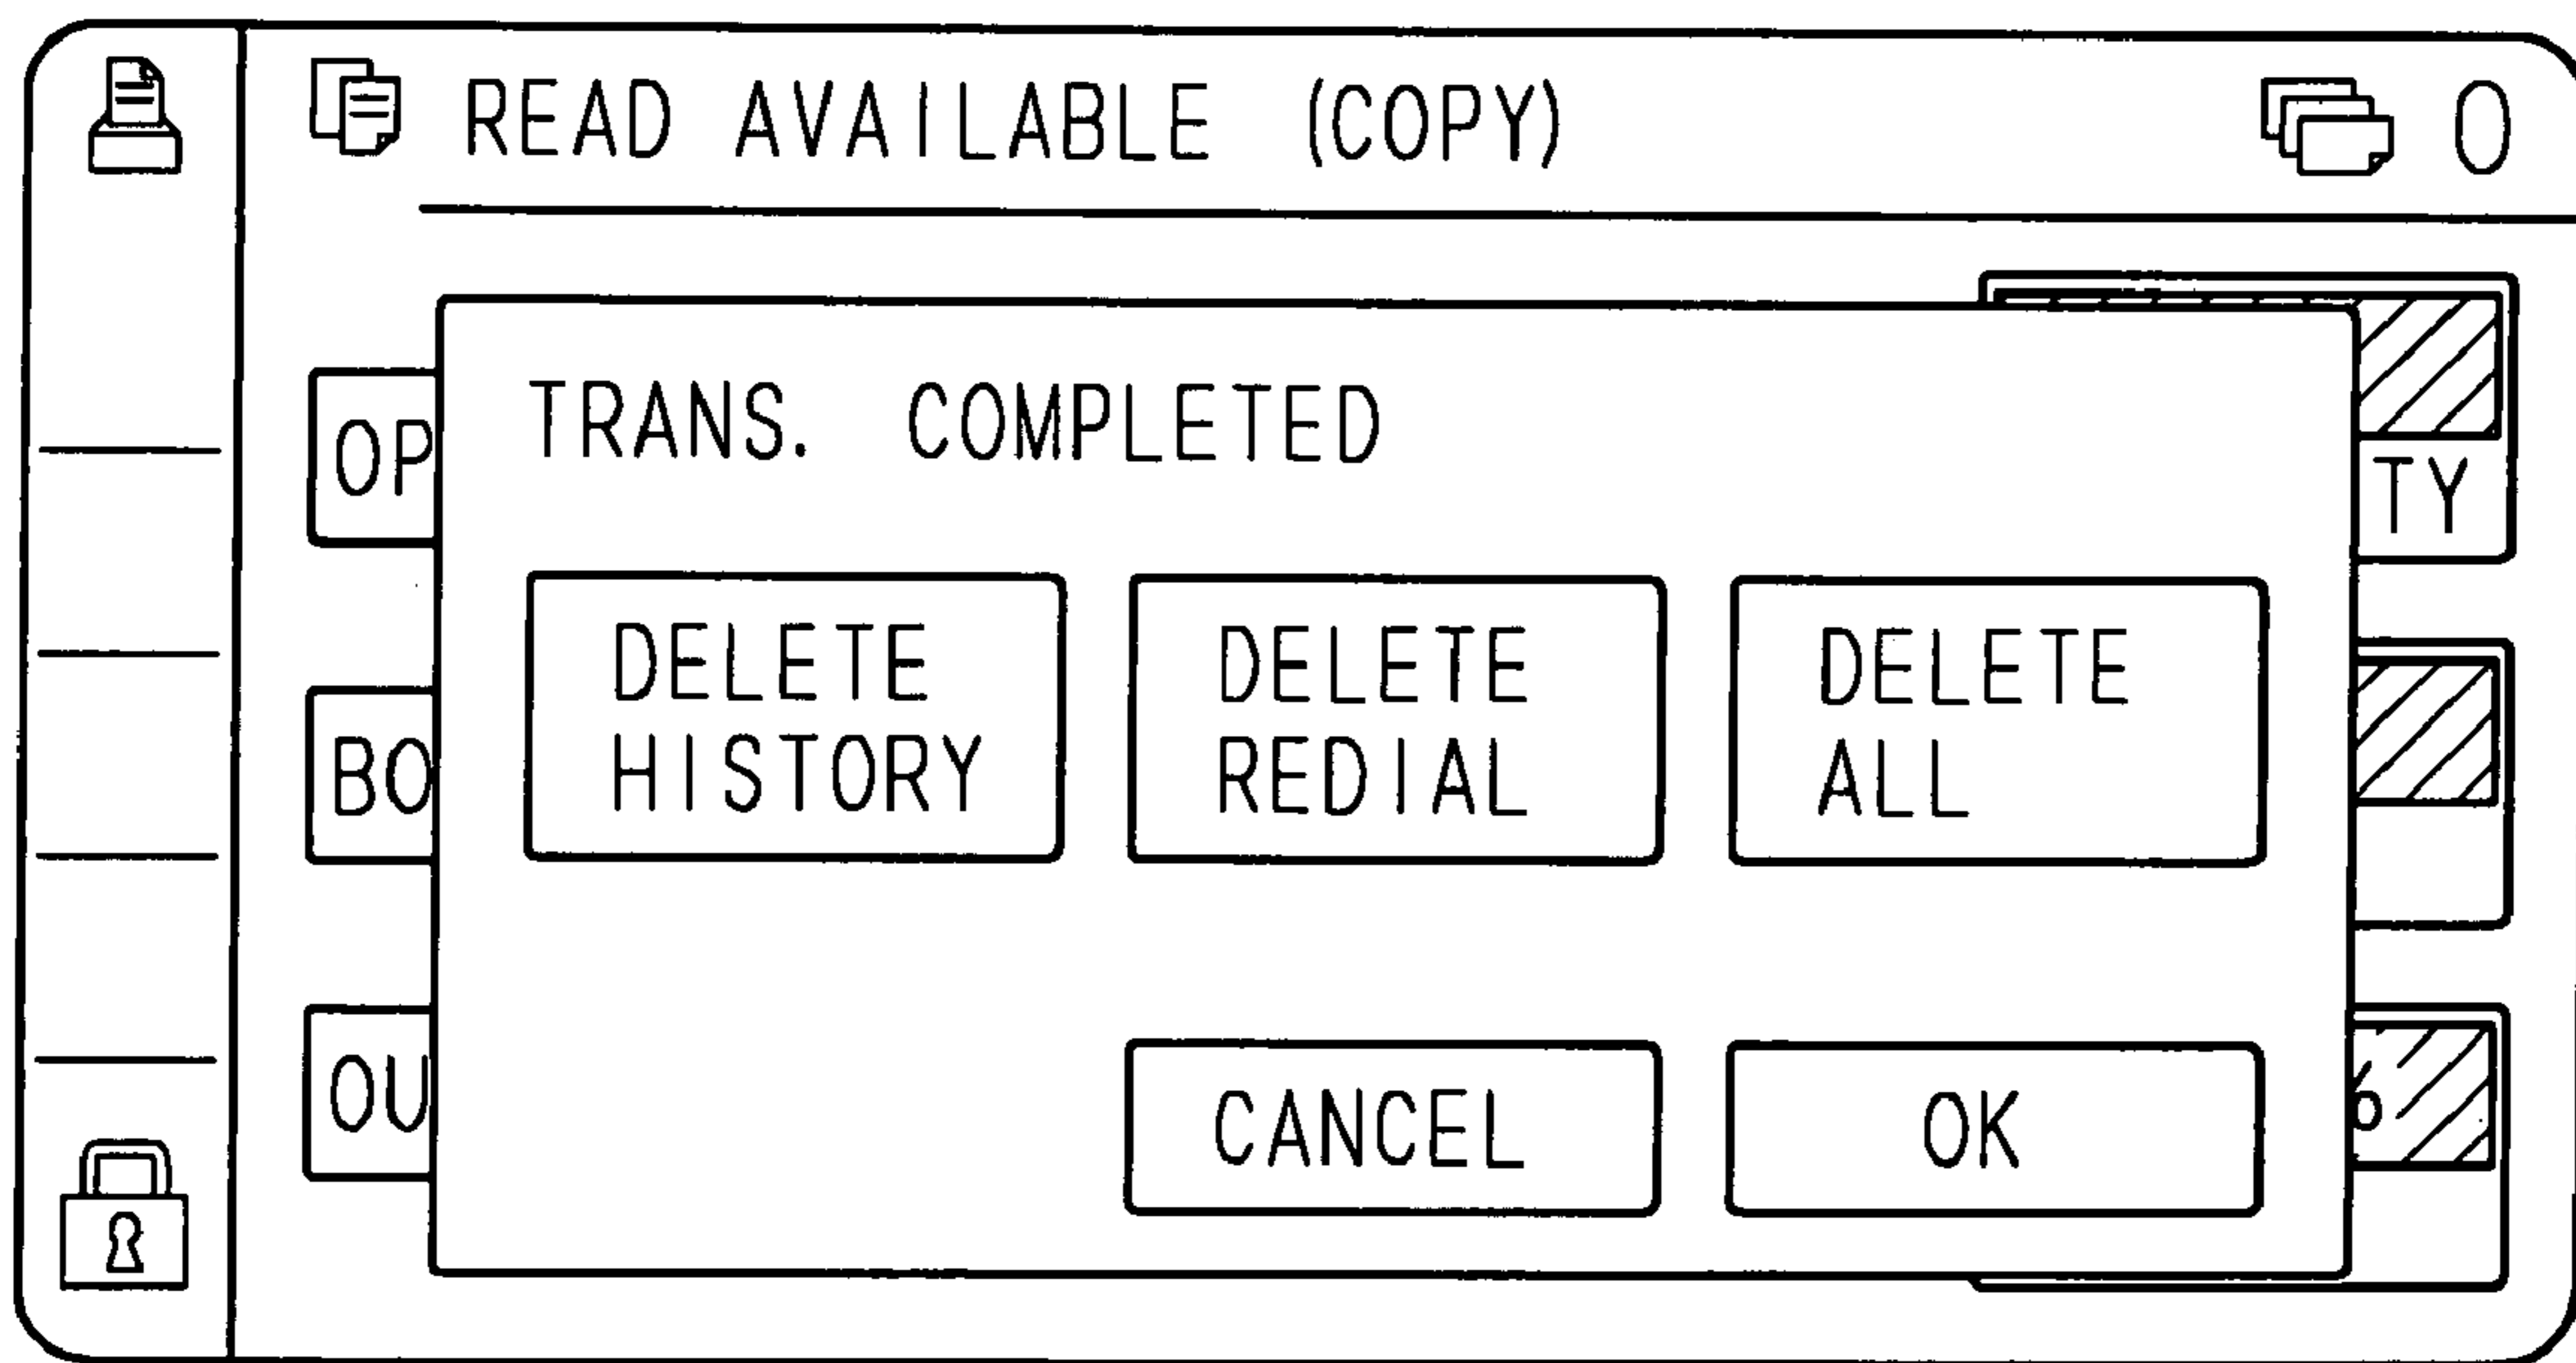 READ AVAILABLE (COPY)
0
TRANS. COMPLETED
OP
TY
DELETE
HISTORY
DELETE
REDIAL
DELETE
ALL
BO
OU
CANCEL
OK